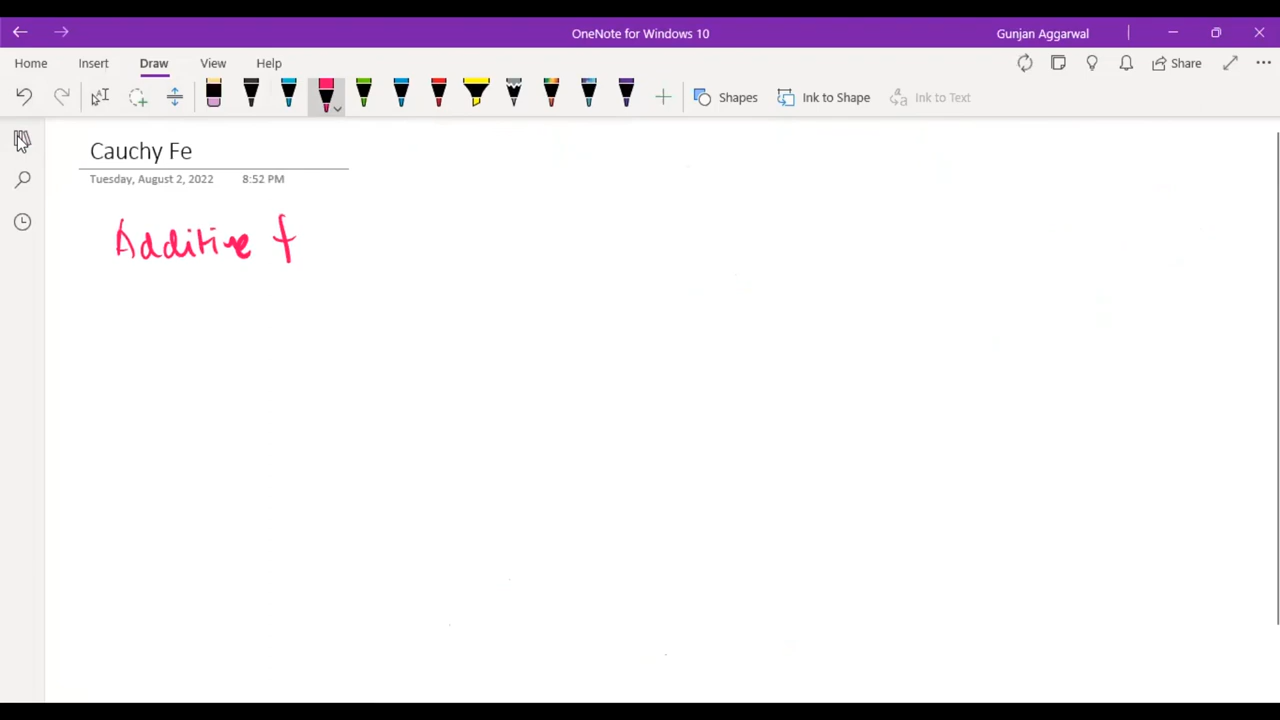 OneNote for Windows 10 Gunjan Aggarwal
Home Insert Draw View Help Share
Shapes Ink to Shape Ink to Text
Cauchy Fe
Tuesday, August 2, 2022 8:52 PM
Additive f